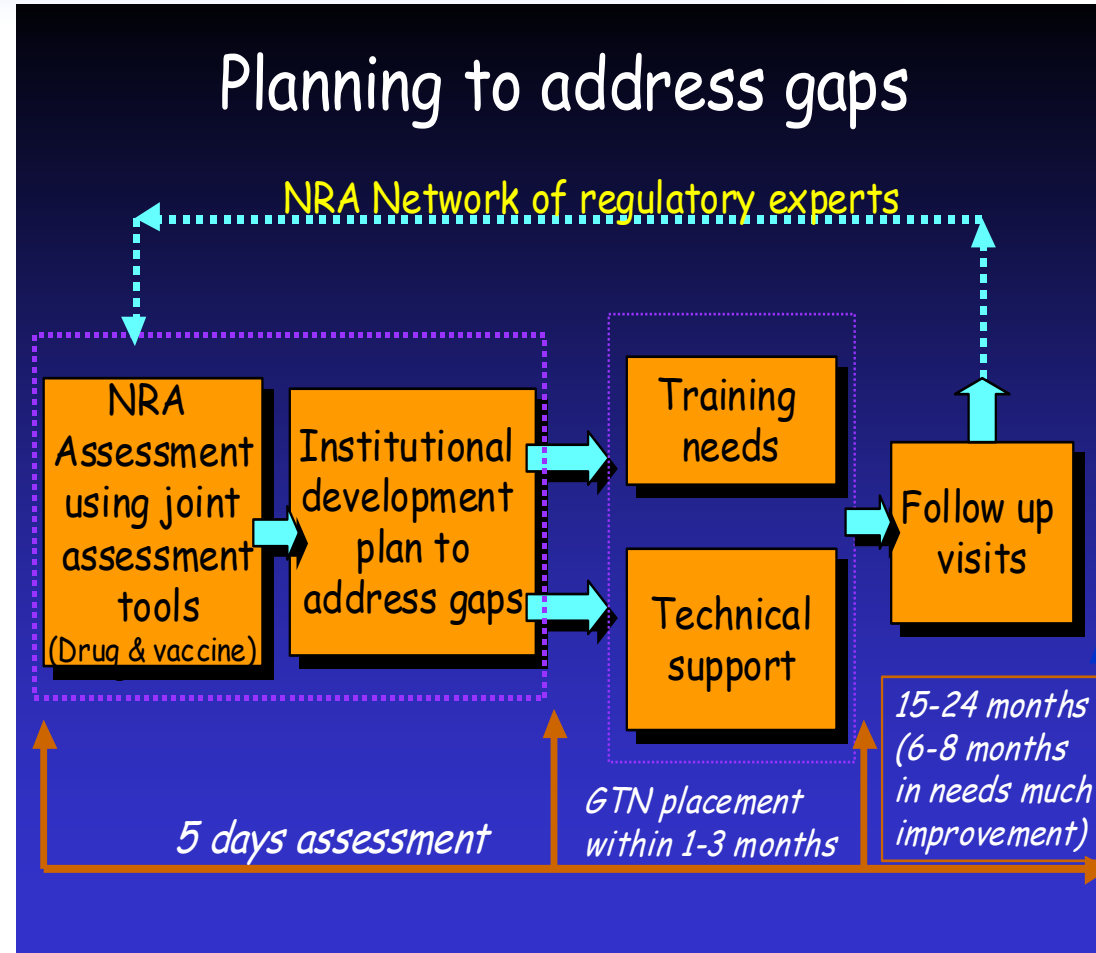 Planning to address gaps
NRA Network of regulatory experts
NRA
Assessment
using joint
assessment
tools
(Drug & vaccine)
Institutional
development
plan to
address gaps
Training
needs
Technical
support
Follow up
visits
5 days assessment
GTN placement
within 1-3 months
15-24 months
(6-8 months
in needs much
improvement)